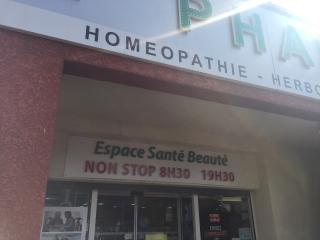 PHA
HOMEOPATHIE - HERBO
Espace Santé Beauté
NON STOP 8H30 19H30